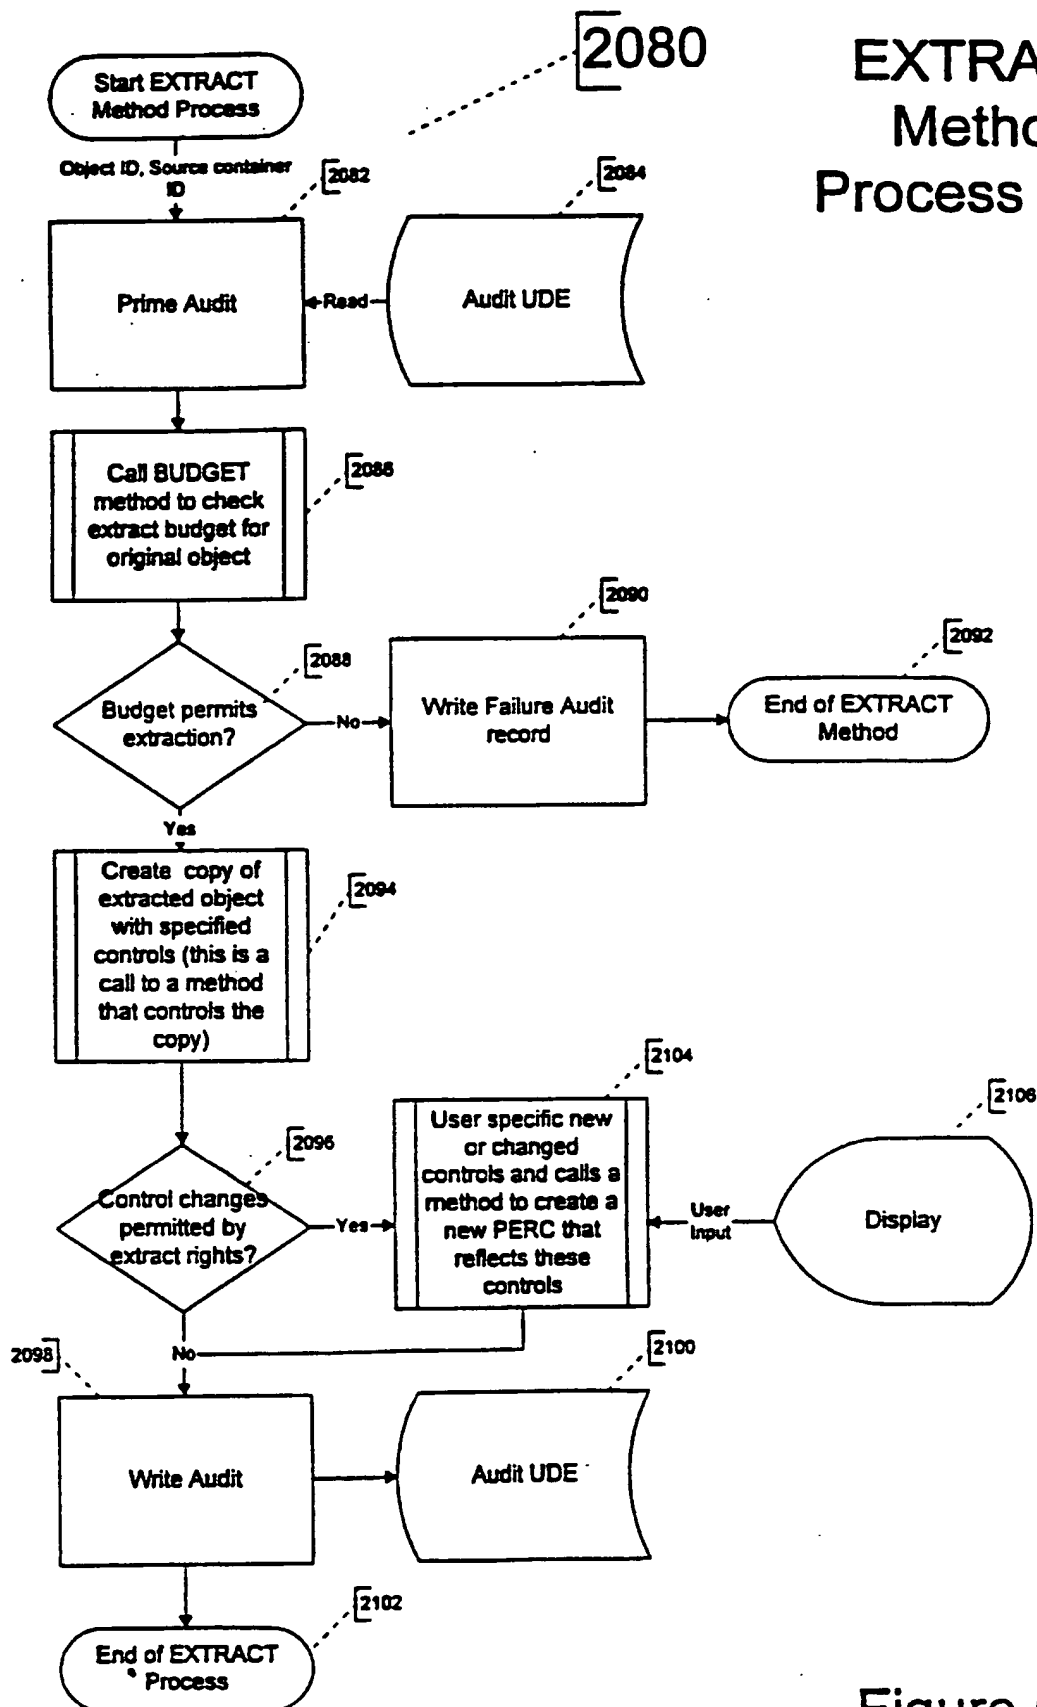 2080
EXTRA
Metho
Process
Start EXTRACT
Method Process
Object ID, Source container
ID
2082
2084
Prime Audit
Read
Audit UDE
Call BUDGET
method to check
extract budget for
original object
2086
2088
2090
2092
Budget permits
extraction?
No
Write Failure Audit
record
End of EXTRACT
Method
Yes
Create copy of
extracted object
with specified
controls (this is a
call to a method
that controls the
copy)
2094
2096
2104
2106
Control changes
permitted by
extract rights?
Yes
User specific new
or changed
controls and calls a
method to create a
new PERC that
reflects these
controls
User
Input
Display
No
2098
2100
Write Audit
Audit UDE
2102
End of EXTRACT
Process
Figure